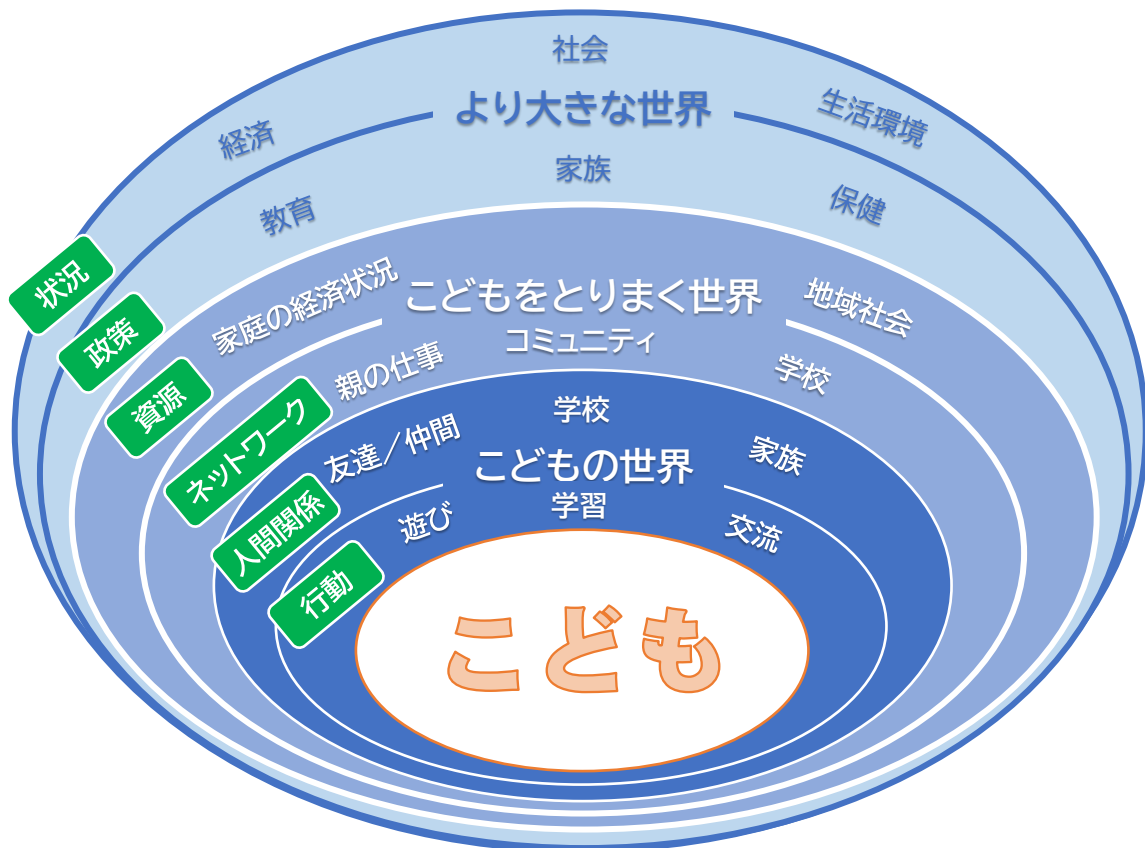 社会
より大きな世界
経済
生活環境
家族
教育
保健
状況
政策
資源
ネットワーク
人間関係
行動
こどもをとりまく世界
家庭の経済状況
地域社会
コミュニティ
親の仕事
学校
学校
友達／仲間
家族
こどもの世界
学習
遊び
交流
こども